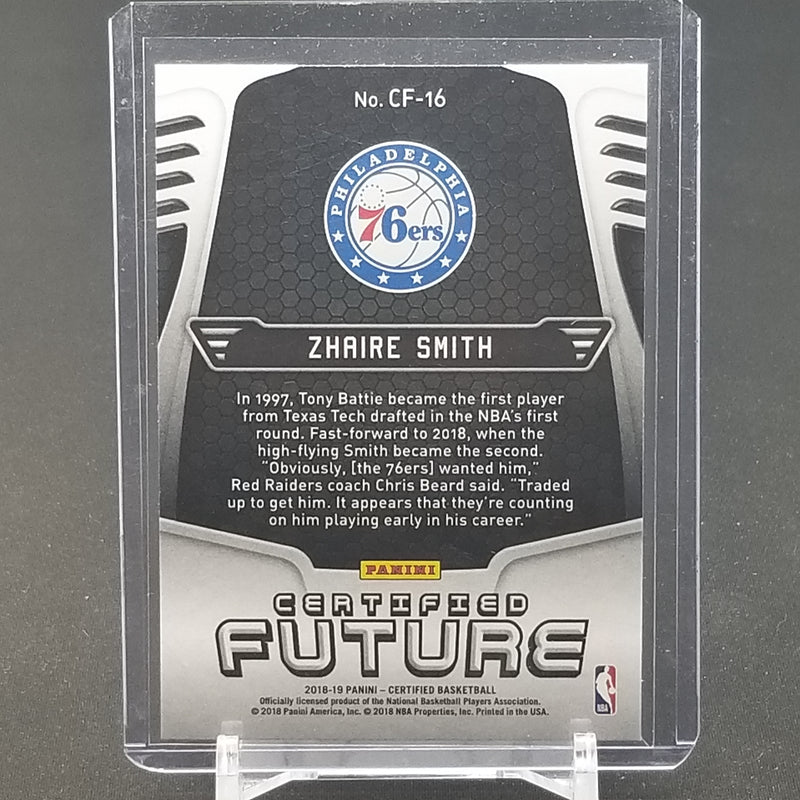 No. CF-16
PHILADELPHIA
76ers
ZHAIRE SMITH
In 1997, Tony Battie became the first player
from Texas Tech drafted in the NBA's first
round. Fast-forward to 2018, when the
high-flying Smith became the second.
"Obviously, [the 76ers] wanted him,"
Red Raiders coach Chris Beard said. "Traded
up to get him. It appears that they're counting
on him playing early in his career."
PANINI
CERTIFIED
FUTURE
2018-19 PANINI – CERTIFIED BASKETBALL
Officially licensed product of the National Basketball Players Association.
© 2018 Panini America, Inc. © 2018 NBA Properties, Inc. Printed in the USA.
NBA